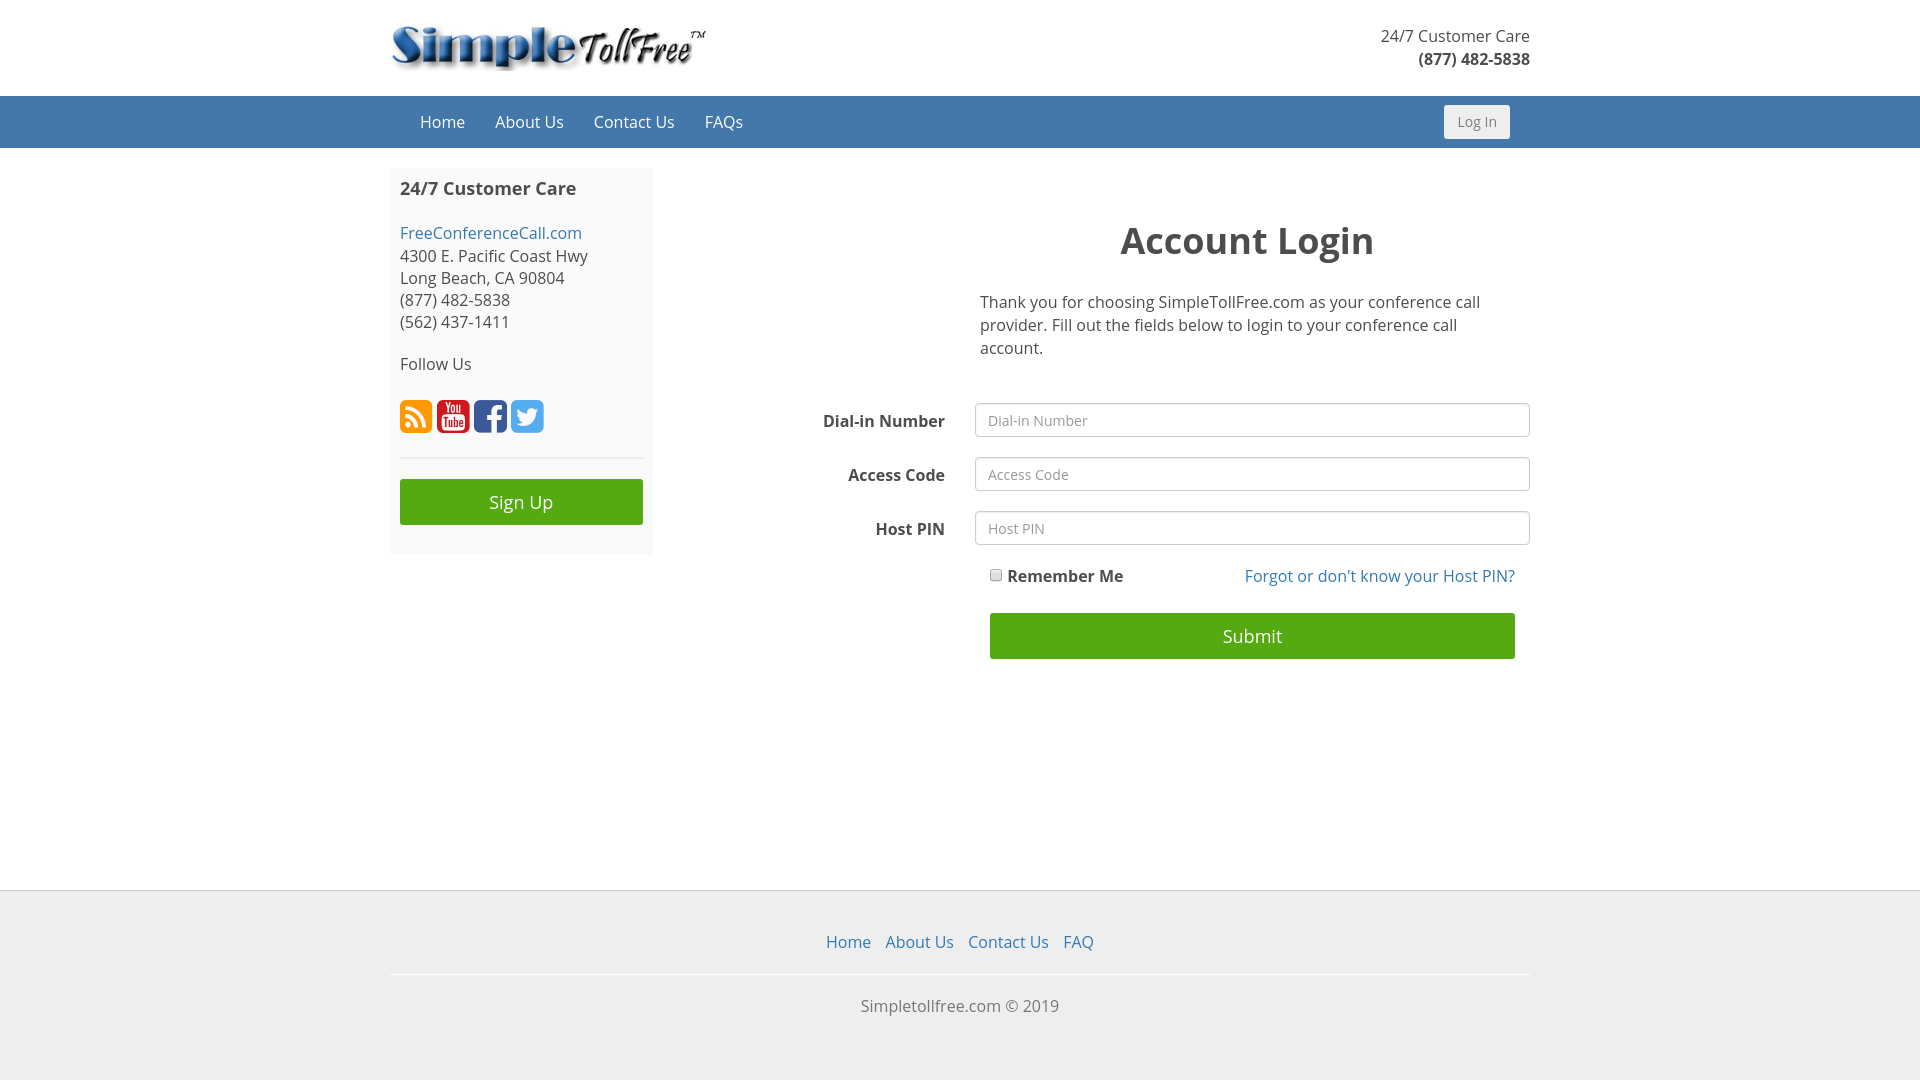 Simple TollFree™
24/7 Customer Care
(877) 482-5838
Home About Us Contact Us FAQs
Log In
24/7 Customer Care
FreeConferenceCall.com
4300 E. Pacific Coast Hwy
Long Beach, CA 90804
(877) 482-5838
(562) 437-1411
Follow Us
You
Tube
Sign Up
Account Login
Thank you for choosing SimpleTollFree.com as your conference call
provider. Fill out the fields below to login to your conference call
account.
Dial-in Number
Dial-in Number
Access Code
Access Code
Host PIN
Host PIN
Remember Me
Forgot or don't know your Host PIN?
Submit
Home About Us Contact Us FAQ
Simpletollfree.com © 2019